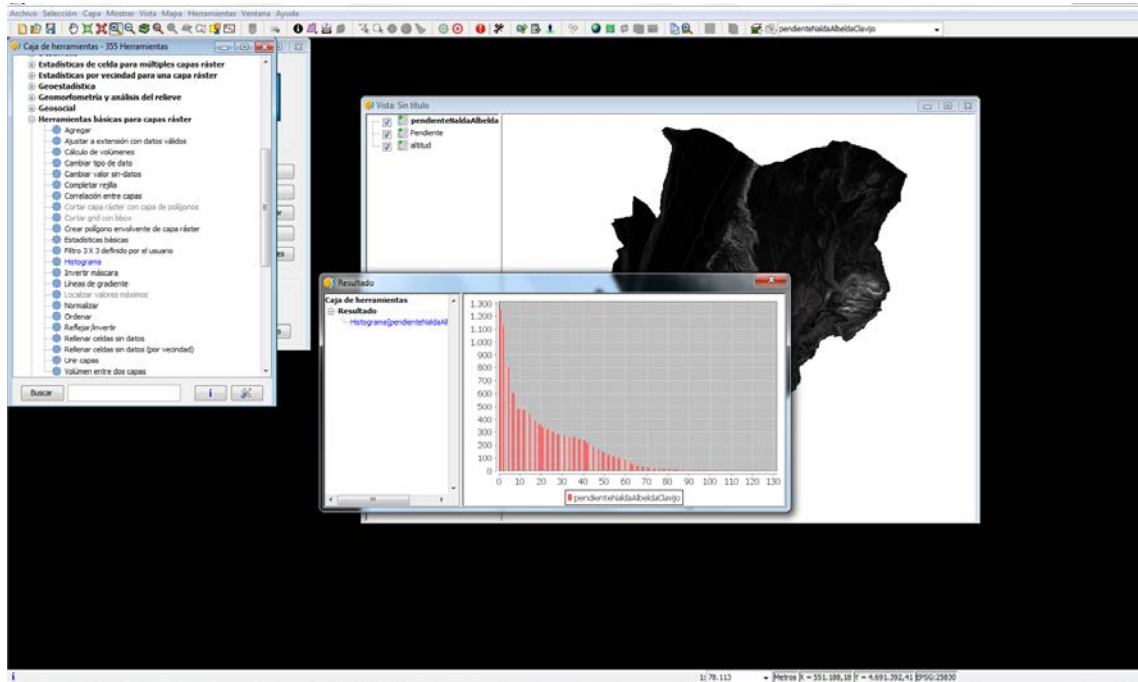 Archivo Selección Capa Mostrar Vista Mapa Herramientas Ventana Ayuda
pendienteNaldaAlbeldaClavijo
Caja de herramientas - 355 Herramientas
Estadísticas de celda para múltiples capas ráster
Estadísticas por vecindad para una capa ráster
Geoestadística
Geomorfometría y análisis del relieve
Geosocial
Herramientas básicas para capas ráster
Agregar
Ajustar a extensión con datos válidos
Cálculo de volúmenes
Cambiar tipo de dato
Cambiar valor sin-datos
Completar rejilla
Correlación entre capas
Cortar capa ráster con capa de polígonos
Cortar grid con bbox
Crear polígono envolvente de capa ráster
Estadísticas básicas
Filtro 3 X 3 definido por el usuario
Histograma
Invertir máscara
Líneas de gradiente
Localizar valores máximos
Normalizar
Ordenar
Reflejar/invertir
Rellenar celdas sin datos
Rellenar celdas sin datos (por vecindad)
Unir capas
Volúmen entre dos capas
Buscar
Vista: Sin título
pendienteNaldaAlbelda
Pendiente
altitud
Resultado
Caja de herramientas
Resultado
Histograma[pendienteNaldaAl
1.300
1.200
1.100
1.000
900
800
700
600
500
400
300
200
100
0
0 10 20 30 40 50 60 70 80 90 100 110 120 130
pendienteNaldaAlbeldaClavijo
1: 78.113 Metros X = 551.188,18 Y = 4.691.392,41 EPSG:25830